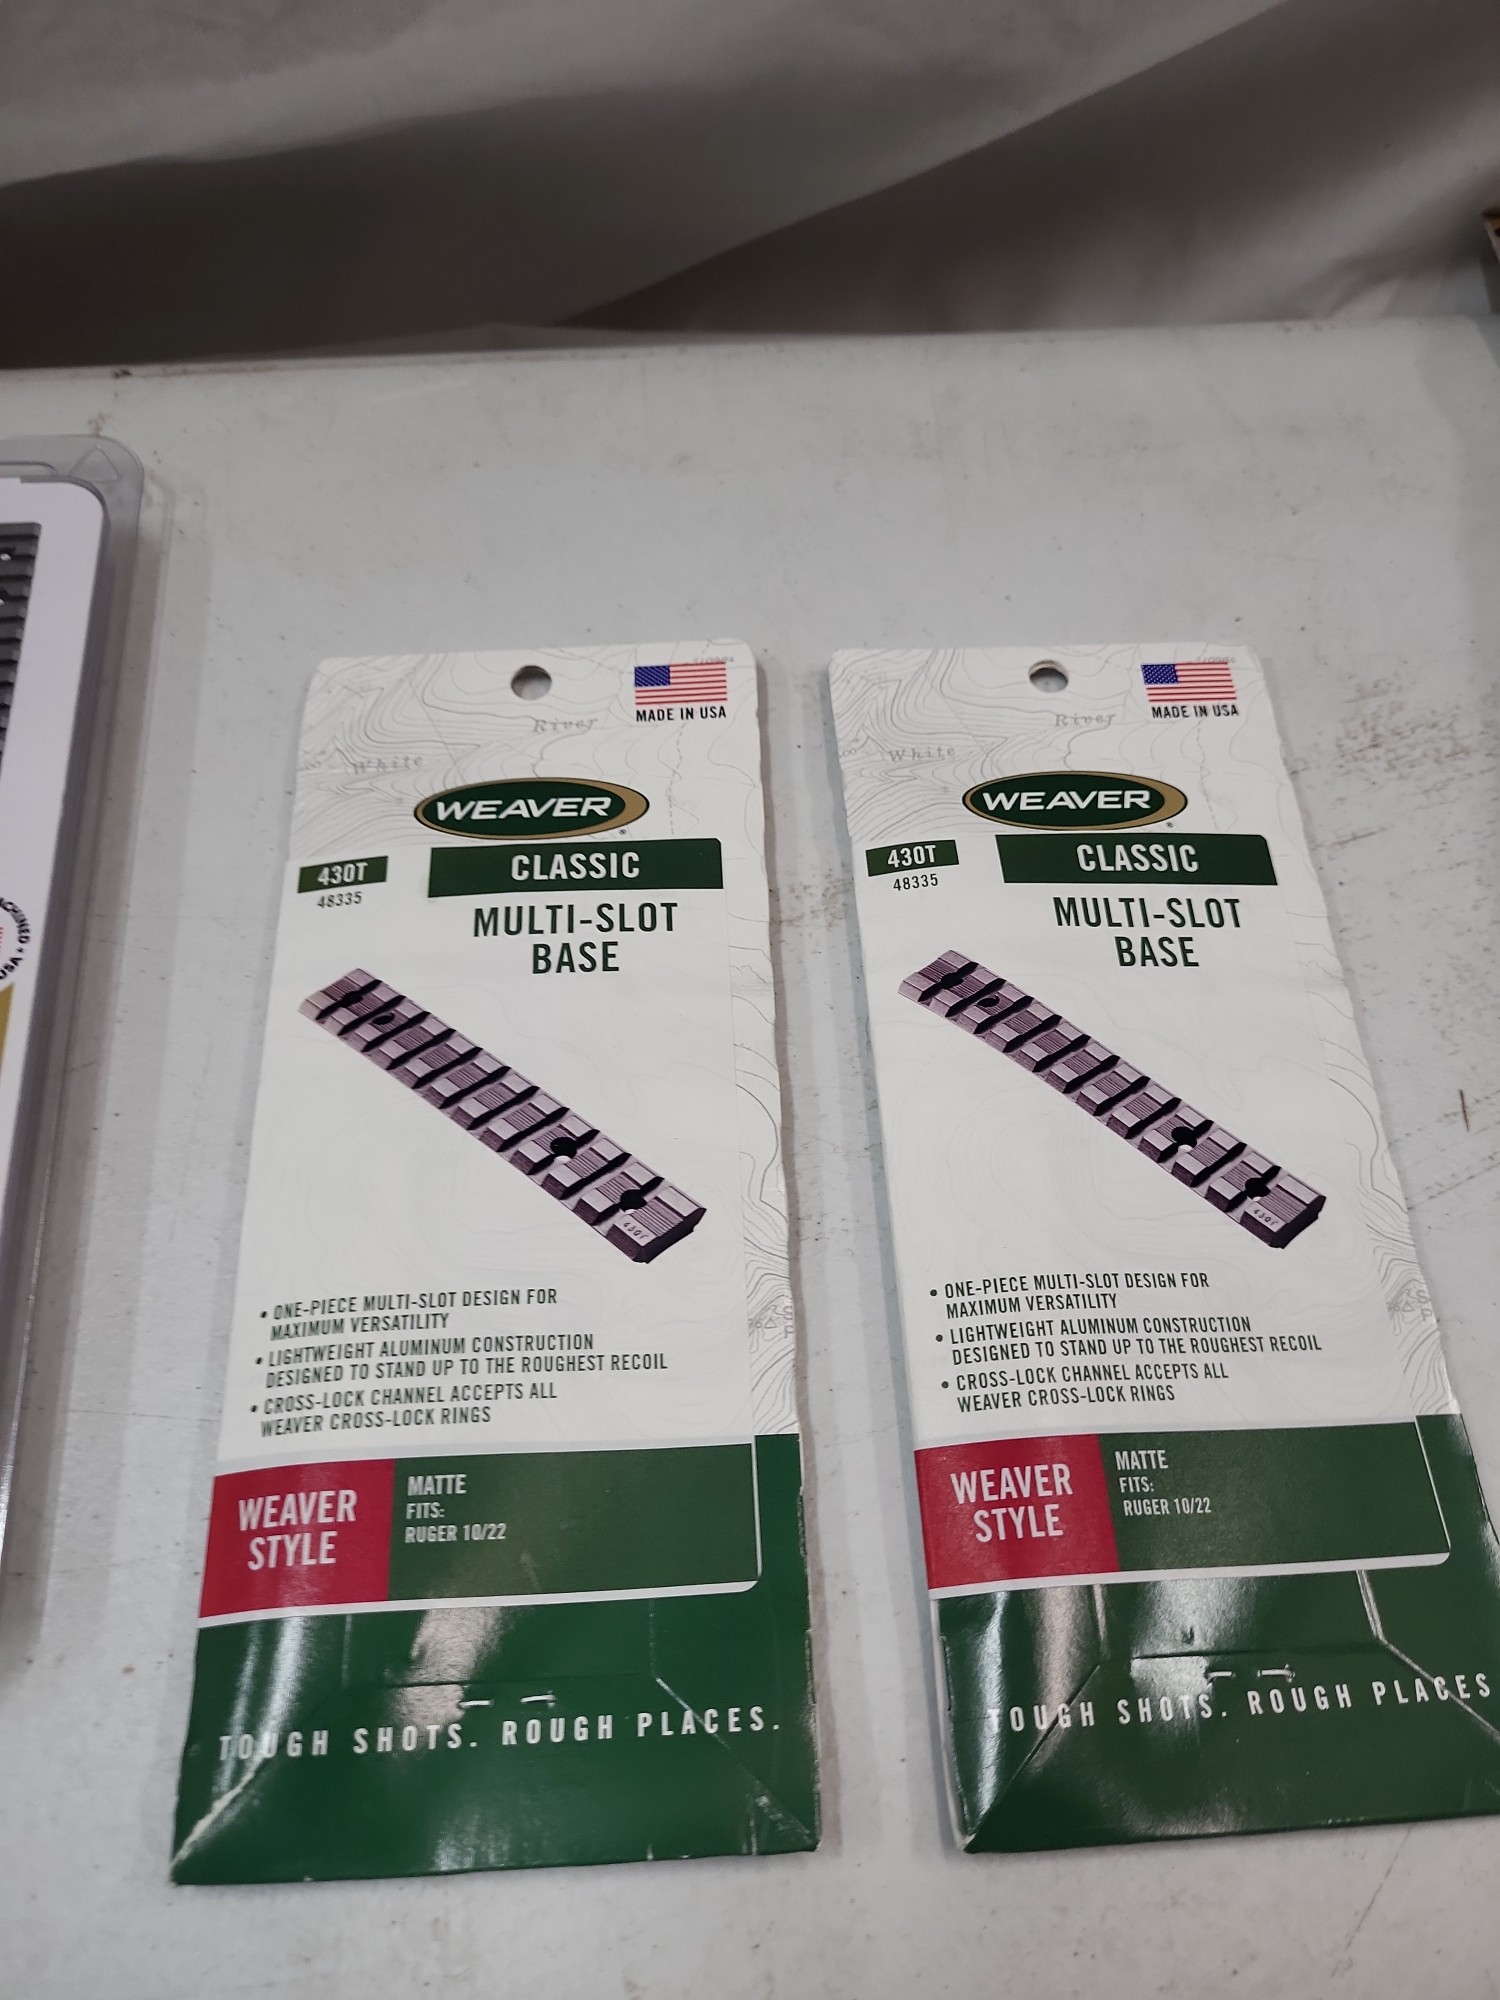 MADE IN USA
River
White
WEAVER
430T
48335
CLASSIC
MULTI-SLOT
BASE
430T
• ONE-PIECE MULTI-SLOT DESIGN FOR
MAXIMUM VERSATILITY
• LIGHTWEIGHT ALUMINUM CONSTRUCTION
DESIGNED TO STAND UP TO THE ROUGHEST RECOIL
• CROSS-LOCK CHANNEL ACCEPTS ALL
WEAVER CROSS-LOCK RINGS
WEAVER
STYLE
MATTE
FITS:
RUGER 10/22
TOUGH SHOTS. ROUGH PLACES.
MADE IN USA
River
White
WEAVER
430T
48335
CLASSIC
MULTI-SLOT
BASE
430T
• ONE-PIECE MULTI-SLOT DESIGN FOR
MAXIMUM VERSATILITY
• LIGHTWEIGHT ALUMINUM CONSTRUCTION
DESIGNED TO STAND UP TO THE ROUGHEST RECOIL
• CROSS-LOCK CHANNEL ACCEPTS ALL
WEAVER CROSS-LOCK RINGS
WEAVER
STYLE
MATTE
FITS:
RUGER 10/22
TOUGH SHOTS. ROUGH PLACES
USA